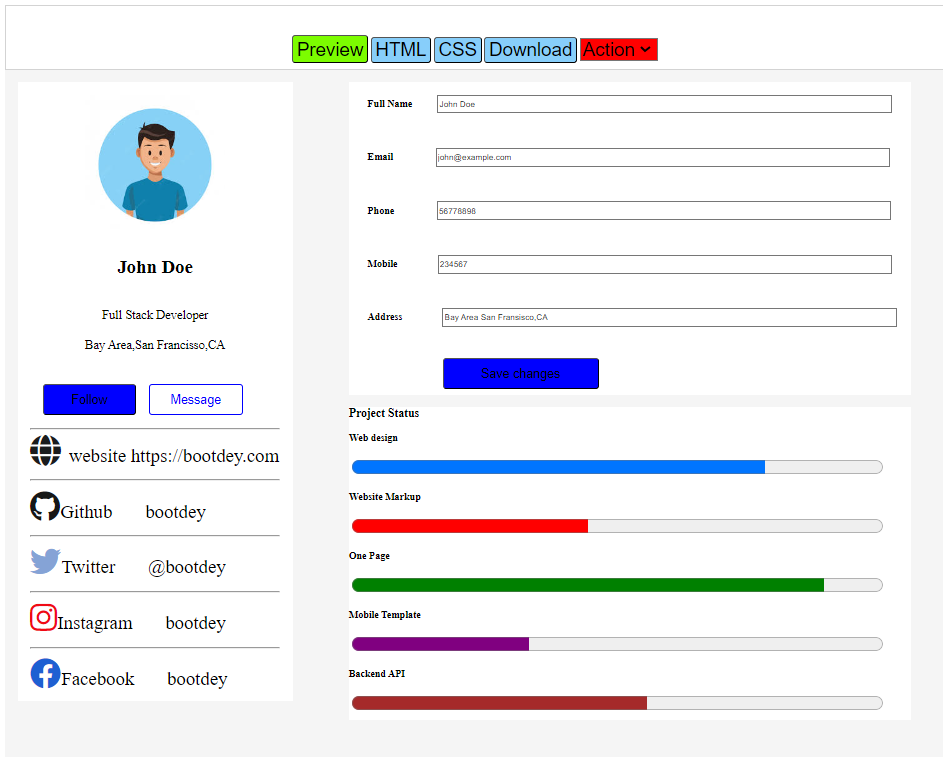 Preview HTML CSS Download Action
John Doe
Full Stack Developer
Bay Area,San Francisso,CA
Follow Message
website https://bootdey.com
Github bootdey
Twitter @bootdey
Instagram bootdey
Facebook bootdey
Full Name John Doe
Email john@example.com
Phone 56778898
Mobile 234567
Address Bay Area San Fransisco,CA
Save changes
Project Status
Web design
Website Markup
One Page
Mobile Template
Backend API